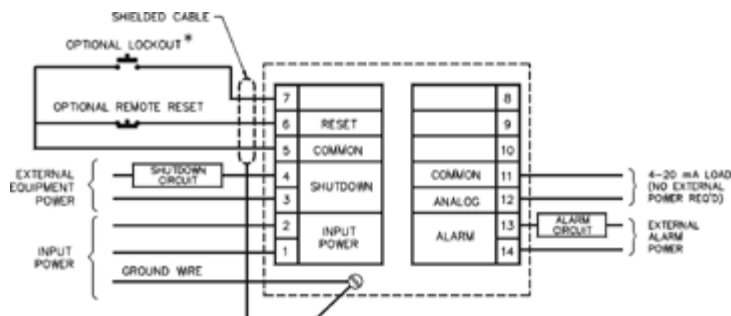 SHIELDED CABLE
OPTIONAL LOCKOUT*
OPTIONAL REMOTE RESET
7
6 RESET
5 COMMON
4
3
SHUTDOWN
2
1
INPUT
POWER
8
9
10
COMMON 11
ANALOG 12
ALARM
13
14
EXTERNAL
EQUIPMENT
POWER
SHUTDOWN
CIRCUIT
INPUT
POWER
GROUND WIRE
4-20 mA LOAD
(NO EXTERNAL
POWER REQ'D)
ALARM
CIRCUIT
EXTERNAL
ALARM
POWER